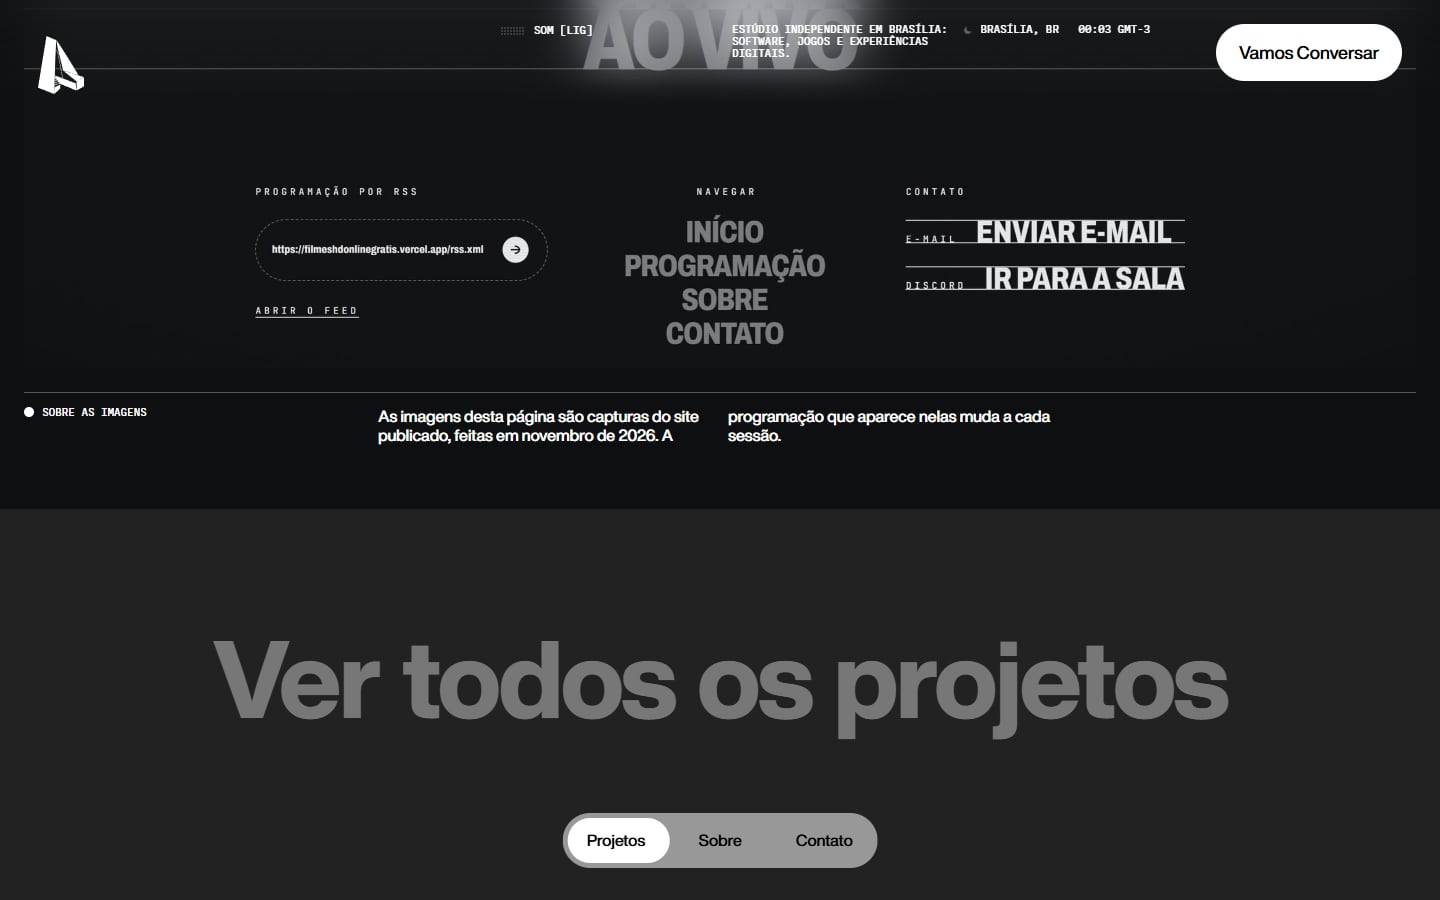 AO VIVO
SOM [LIG]
ESTÚDIO INDEPENDENTE EM BRASÍLIA:
SOFTWARE, JOGOS E EXPERIÊNCIAS
DIGITAIS.
BRASÍLIA, BR
00:03 GMT-3
Vamos Conversar
PROGRAMAÇÃO POR RSS
https://filmeshdonlinegratis.vercel.app/rss.xml
ABRIR O FEED
NAVEGAR
INÍCIO
PROGRAMAÇÃO
SOBRE
CONTATO
CONTATO
E-MAIL ENVIAR E-MAIL
DISCORD IR PARA A SALA
SOBRE AS IMAGENS
As imagens desta página são capturas do site
publicado, feitas em novembro de 2026. A
programação que aparece nelas muda a cada
sessão.
Ver todos os projetos
Projetos
Sobre
Contato